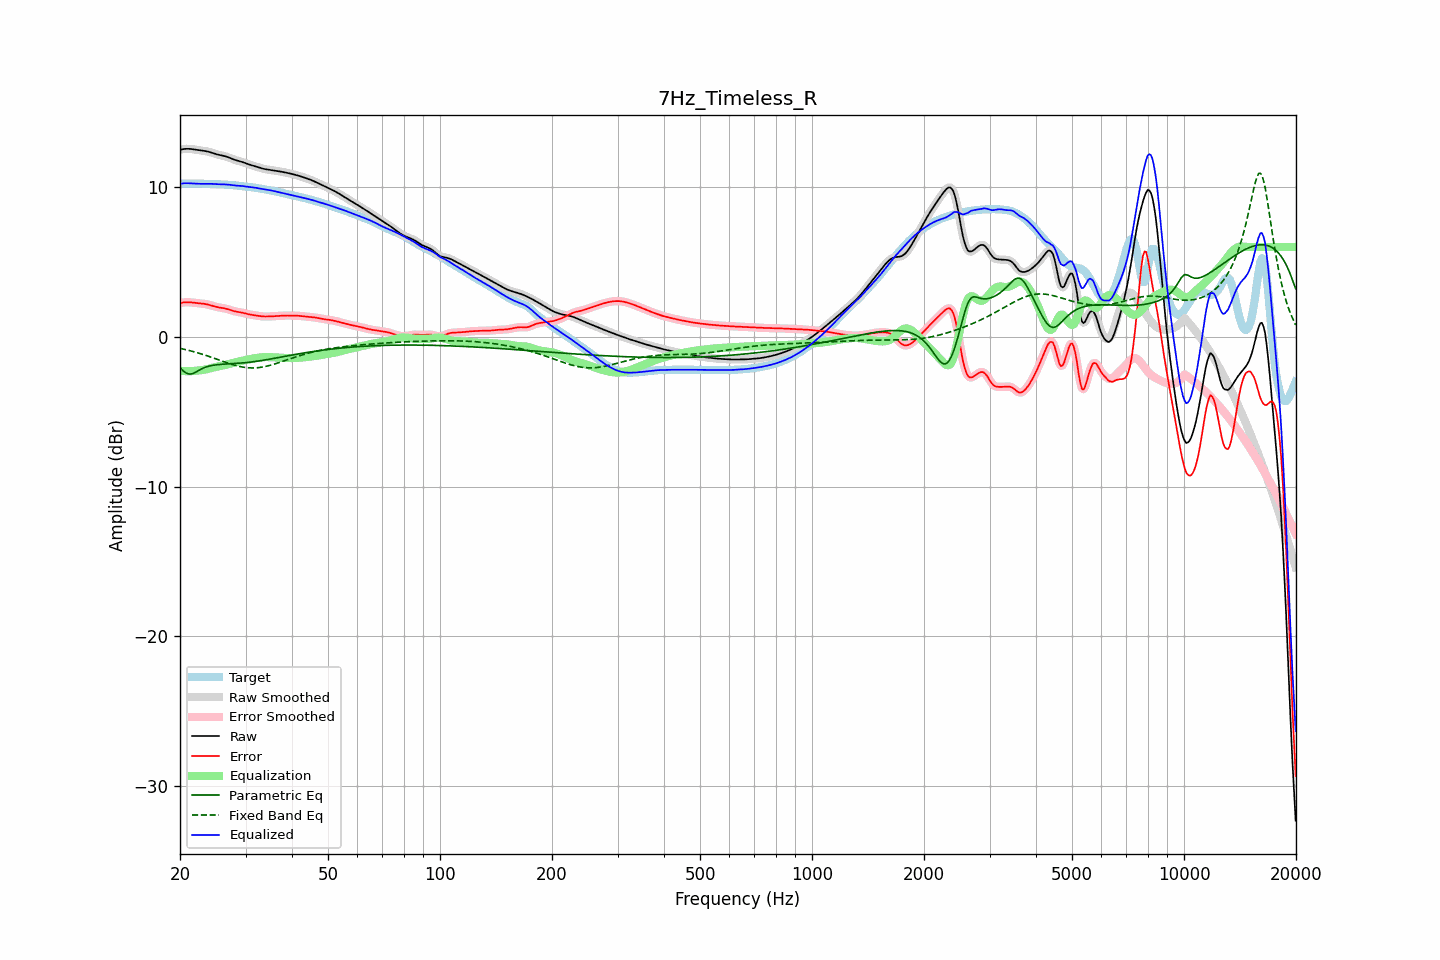 7Hz_Timeless_R
Amplitude (dBr)
10
0
−10
−20
−30
Target
Raw Smoothed
Error Smoothed
Raw
Error
Equalization
Parametric Eq
Fixed Band Eq
Equalized
20 50 100 200 500 1000 2000 5000 10000 20000
Frequency (Hz)